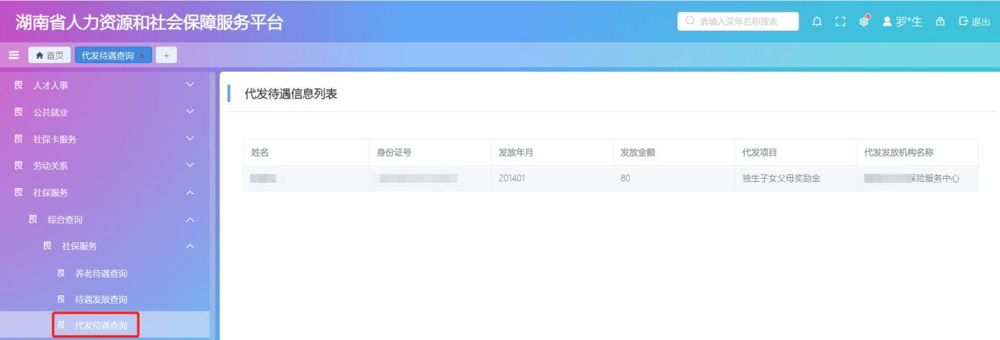 湖南省人力资源和社会保障服务平台
请输入菜单名称搜索
罗*生
退出
首页
代发待遇查询 ×
+
人才人事
公共就业
社保卡服务
劳动关系
社保服务
综合查询
社保服务
养老待遇查询
待遇发放查询
代发待遇查询
代发待遇信息列表
姓名 身份证号 发放年月 发放金额 代发项目 代发发放机构名称
201401 80 独生子女父母奖励金 保险服务中心